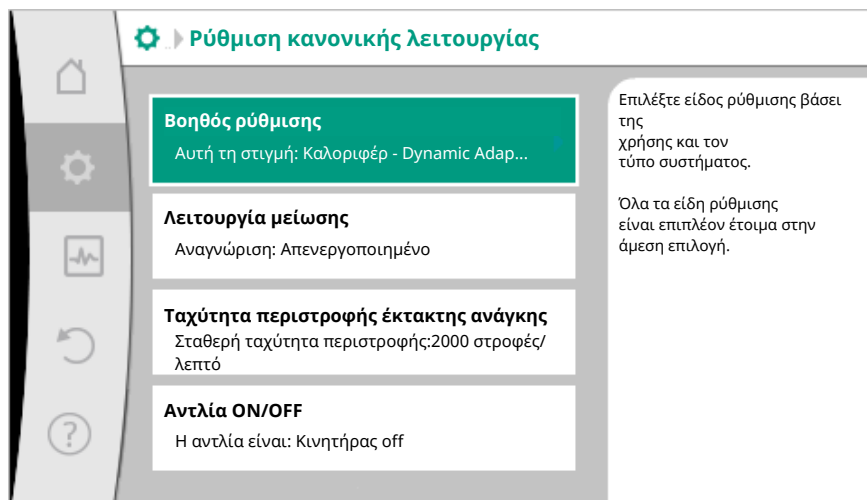 Ρύθμιση κανονικής λειτουργίας
Βοηθός ρύθμισης
Αυτή τη στιγμή: Καλοριφέρ - Dynamic Adap...
Λειτουργία μείωσης
Αναγνώριση: Απενεργοποιημένο
Ταχύτητα περιστροφής έκτακτης ανάγκης
Σταθερή ταχύτητα περιστροφής:2000 στροφές/
λεπτό
Αντλία ON/OFF
Η αντλία είναι: Κινητήρας off
Επιλέξτε είδος ρύθμισης βάσει
της
χρήσης και τον
τύπο συστήματος.
Όλα τα είδη ρύθμισης
είναι επιπλέον έτοιμα στην
άμεση επιλογή.